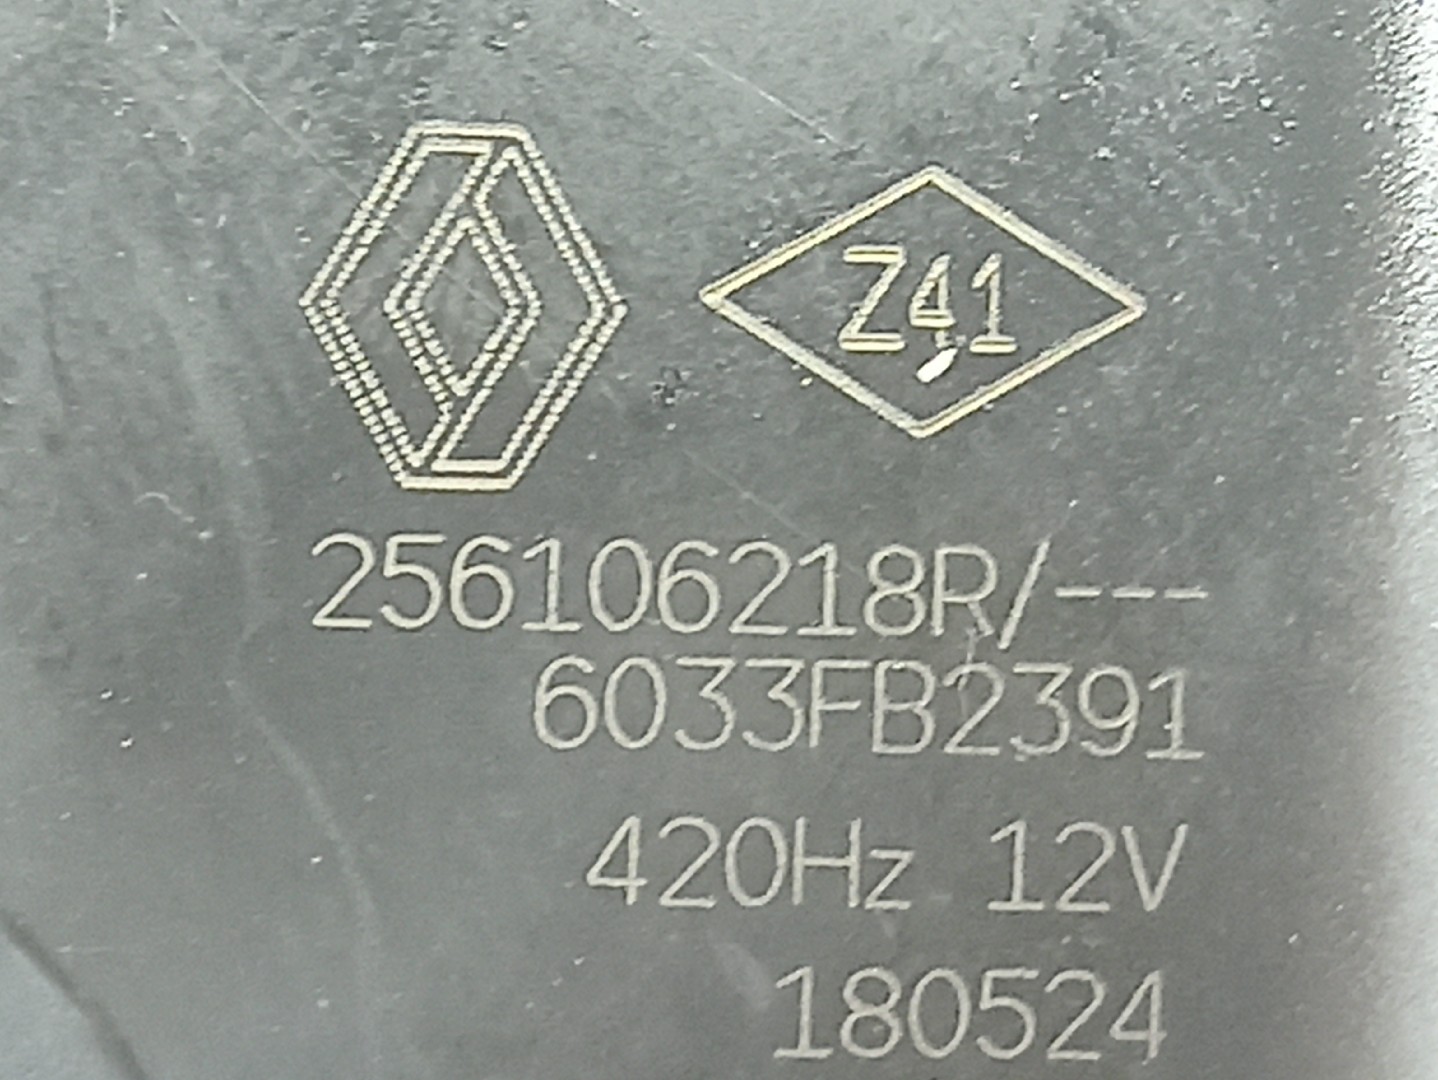 Z41
256106218R/---
6033FB2391
420Hz 12V
180524